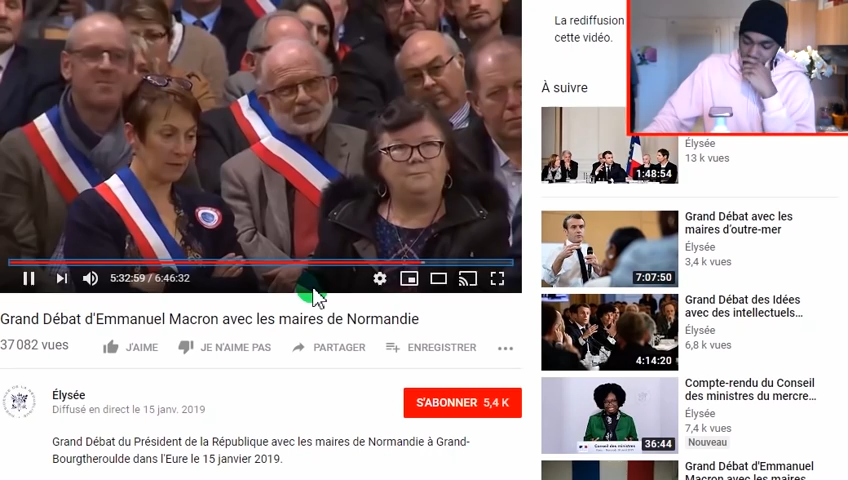 5:32:59 / 6:46:32
Grand Débat d'Emmanuel Macron avec les maires de Normandie
37 082 vues
J'AIME
JE N'AIME PAS
PARTAGER
ENREGISTRER
Élysée
Diffusé en direct le 15 janv. 2019
S'ABONNER 5,4 K
Grand Débat du Président de la République avec les maires de Normandie à Grand-
Bourgtheroulde dans l'Eure le 15 janvier 2019.
La rediffusion
cette vidéo.
À suivre
1:48:54
Élysée
13 k vues
7:07:50
Grand Débat avec les
maires d'outre-mer
Élysée
3,4 k vues
4:14:20
Grand Débat des Idées
avec des intellectuels...
Élysée
6,8 k vues
36:44
Compte-rendu du Conseil
des ministres du mercre...
Élysée
7,4 k vues
Nouveau
Grand Débat d'Emmanuel
Macron avec les maires